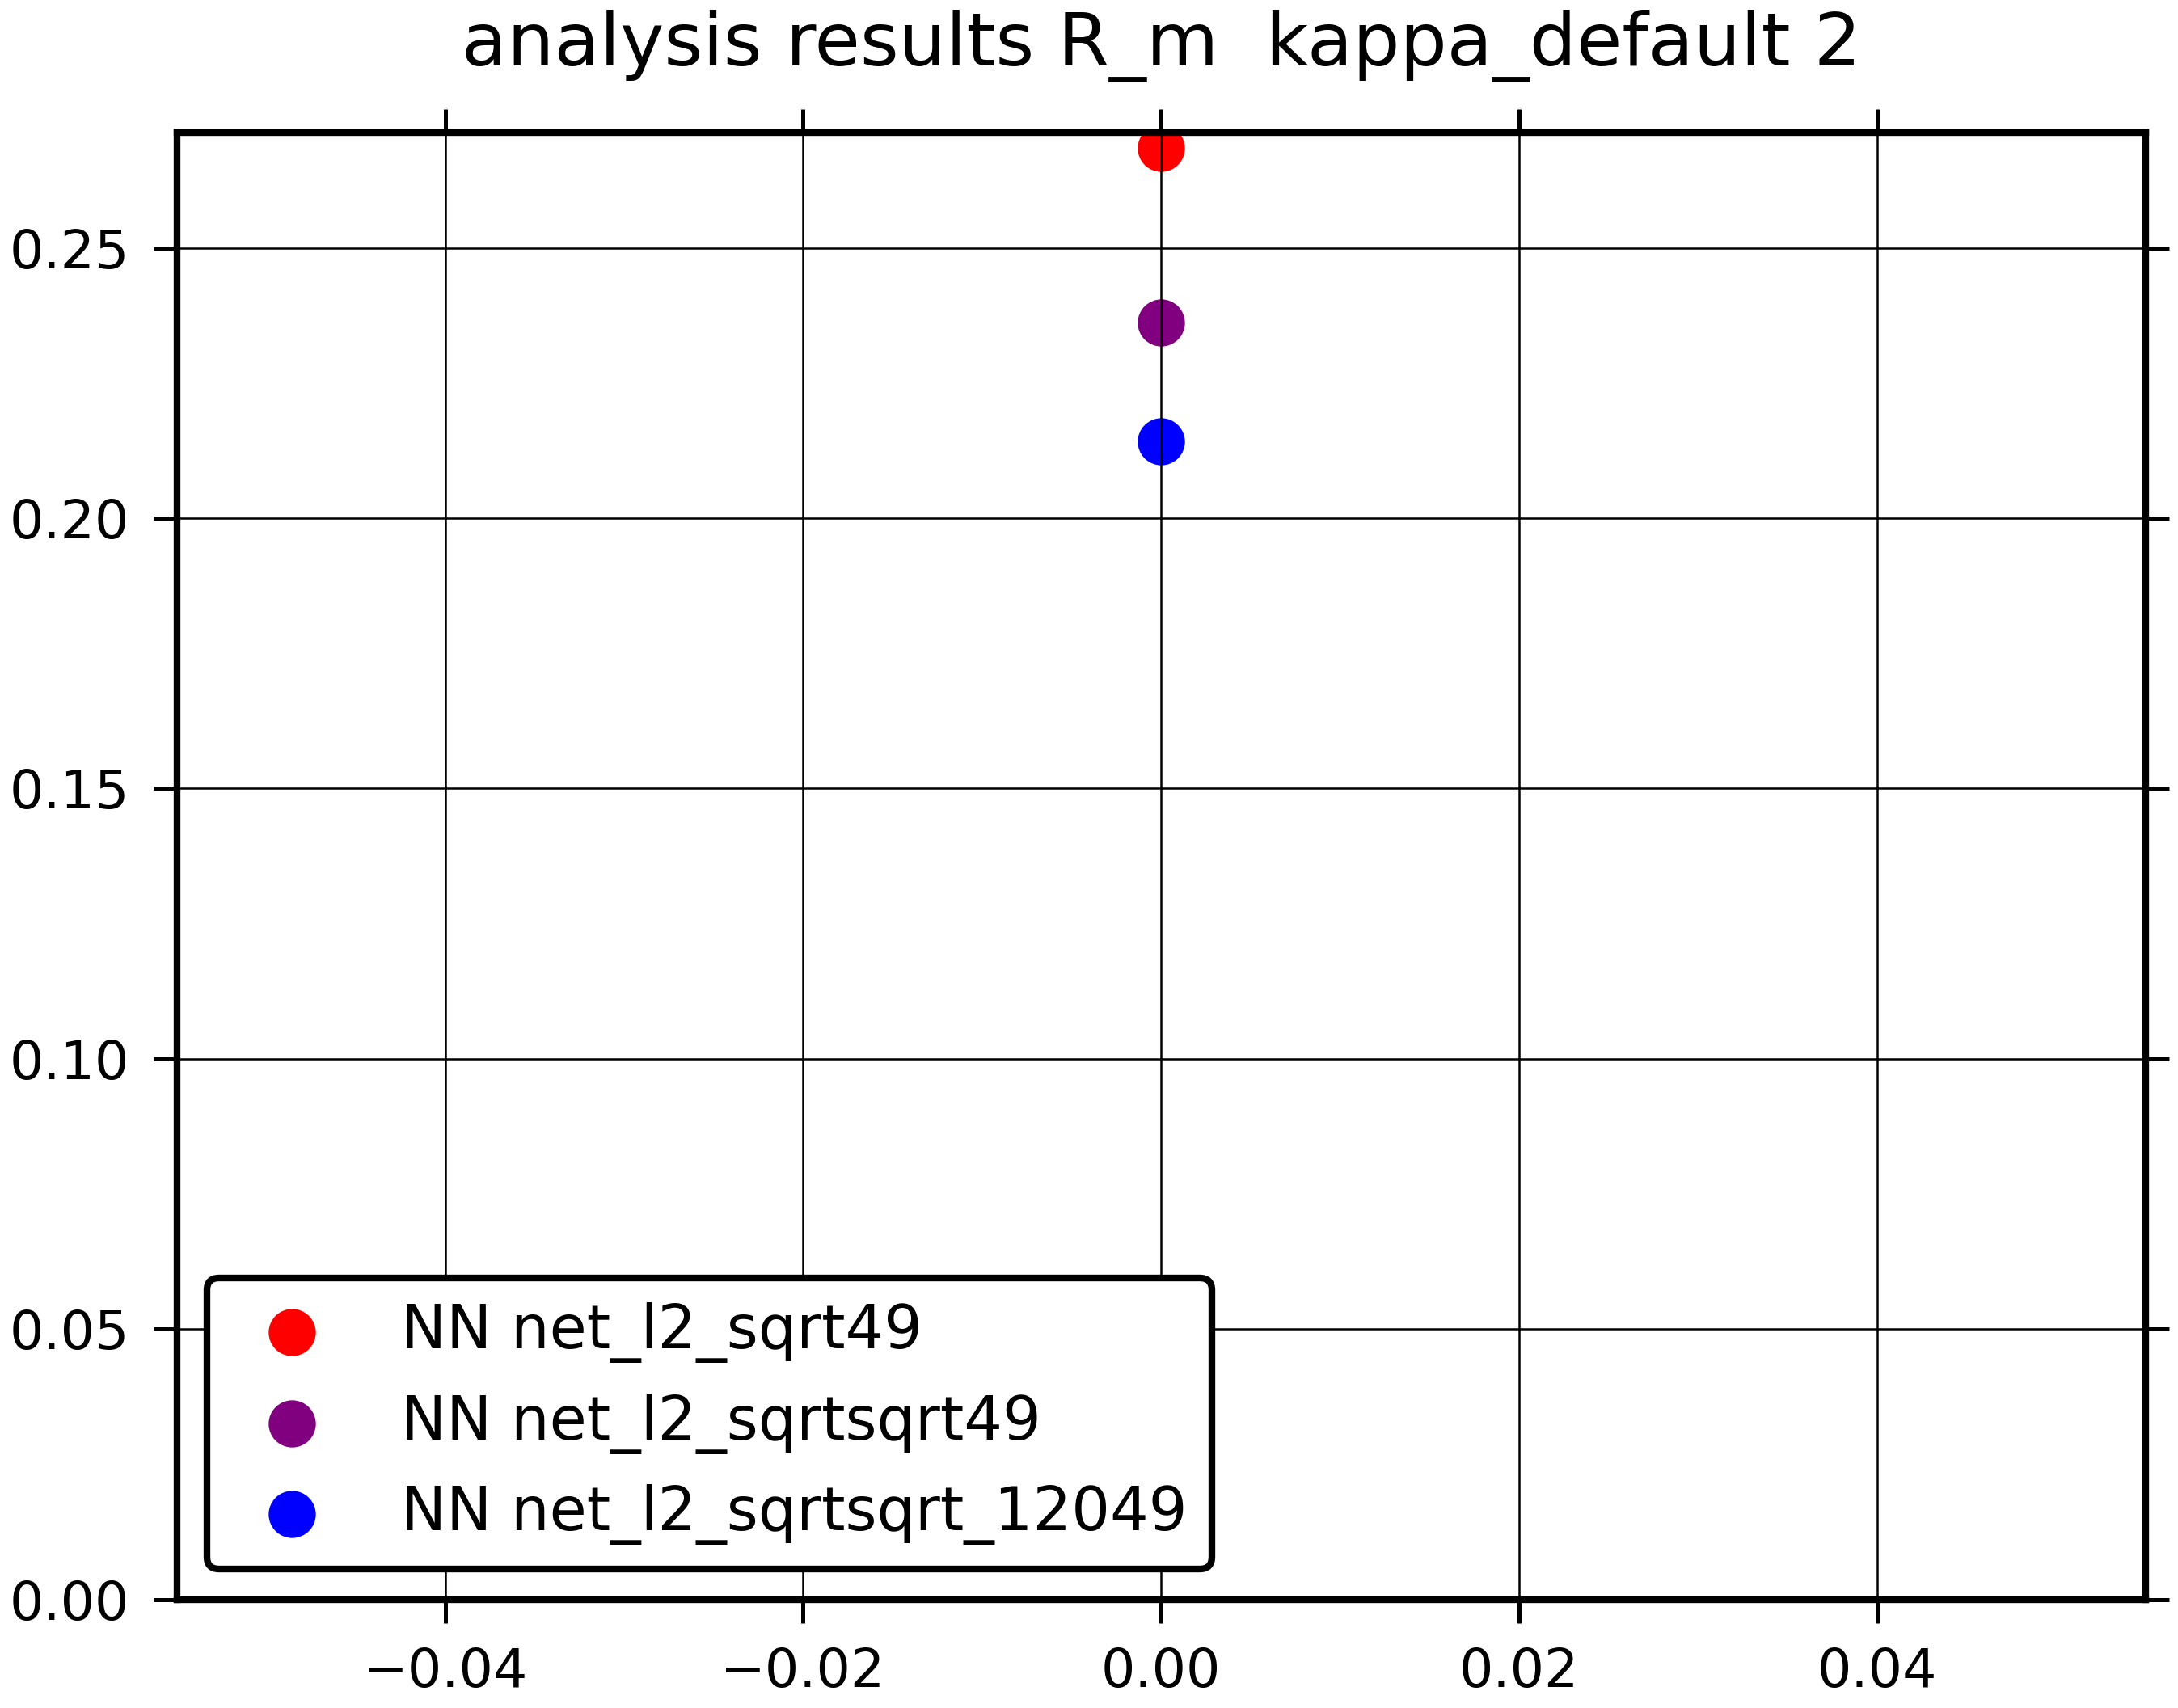 analysis results R_m  kappa_default 2
0.25
0.20
0.15
0.10
0.05
0.00
NN net_l2_sqrt49
NN net_l2_sqrtsqrt49
NN net_l2_sqrtsqrt_12049
−0.04 −0.02 0.00 0.02 0.04